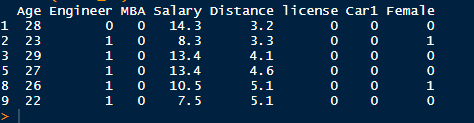 Age Engineer MBA Salary Distance license Car1 Female
1 28 0 0 14.3 3.2 0 0 0
2 23 1 0 8.3 3.3 0 0 1
3 29 1 0 13.4 4.1 0 0 0
5 27 1 0 13.4 4.6 0 0 0
8 26 1 0 10.5 5.1 0 0 1
9 22 1 0 7.5 5.1 0 0 0
>